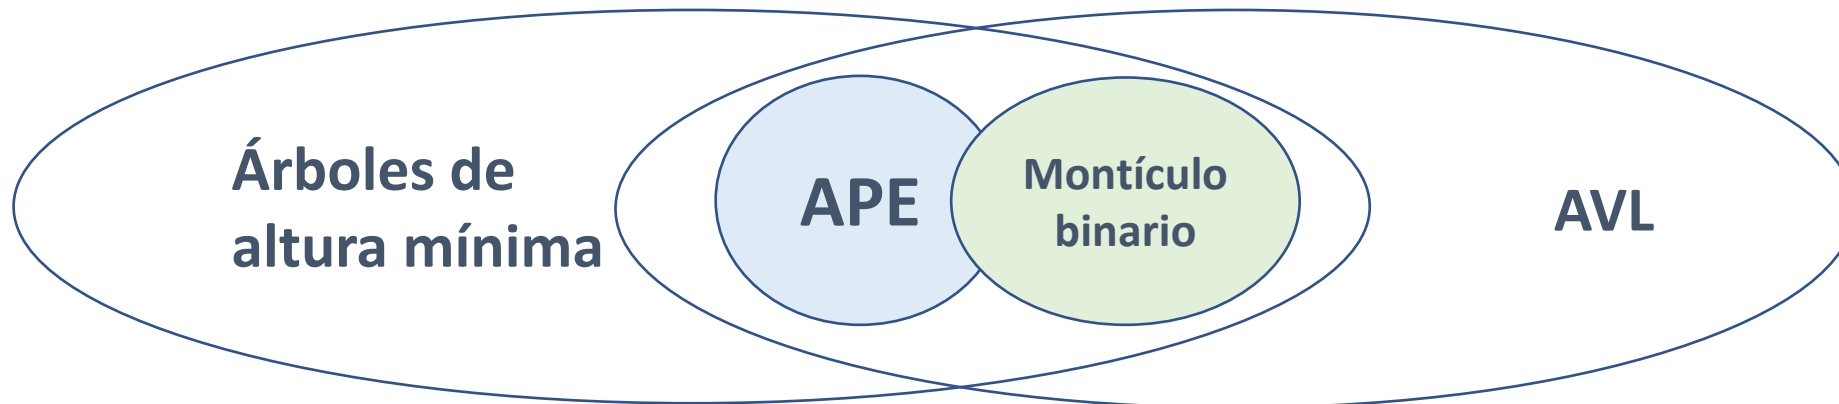 Árboles de
altura mínima
APE
Montículo
binario
AVL